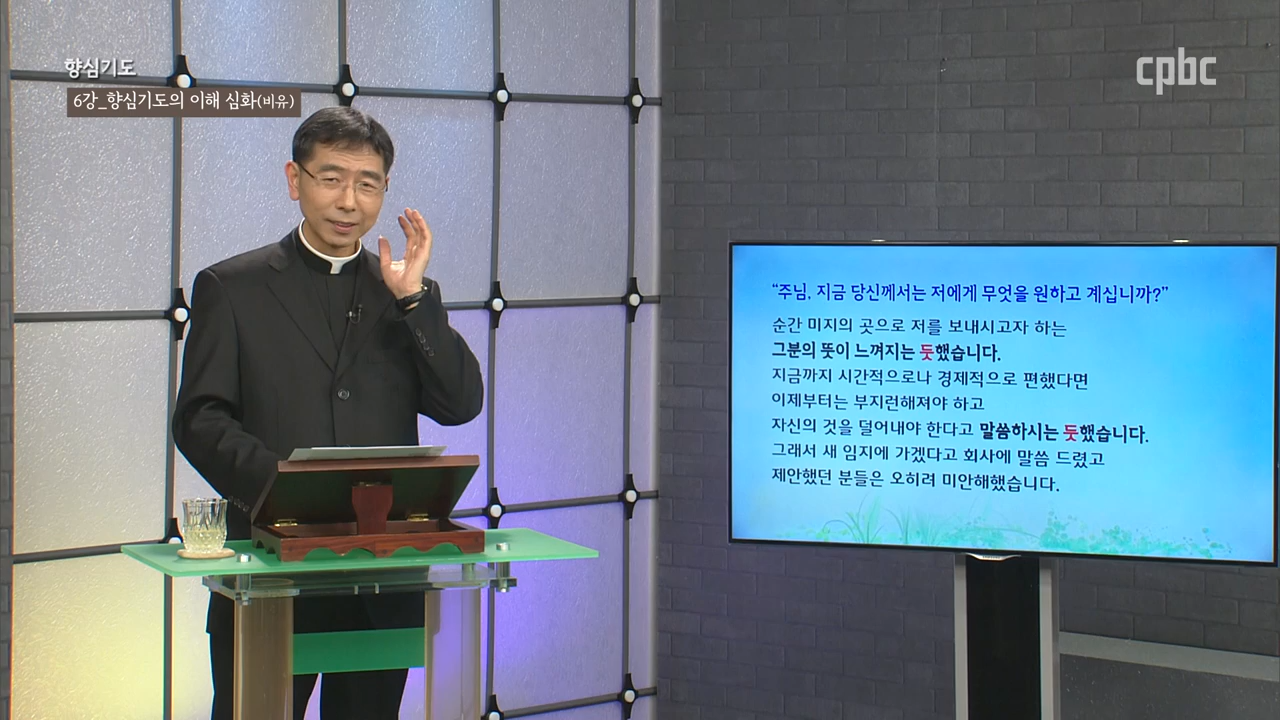 향심기도
6강_향심기도의 이해 심화(비유)
cpbc
“주님, 지금 당신께서는 저에게 무엇을 원하고 계십니까?”
순간 미지의 곳으로 저를 보내시고자 하는
그분의 뜻이 느껴지는 듯했습니다.
지금까지 시간적으로나 경제적으로 편했다면
이제부터는 부지런해져야 하고
자신의 것을 덜어내야 한다고 말씀하시는 듯했습니다.
그래서 새 임지에 가겠다고 회사에 말씀 드렸고
제안했던 분들은 오히려 미안해했습니다.